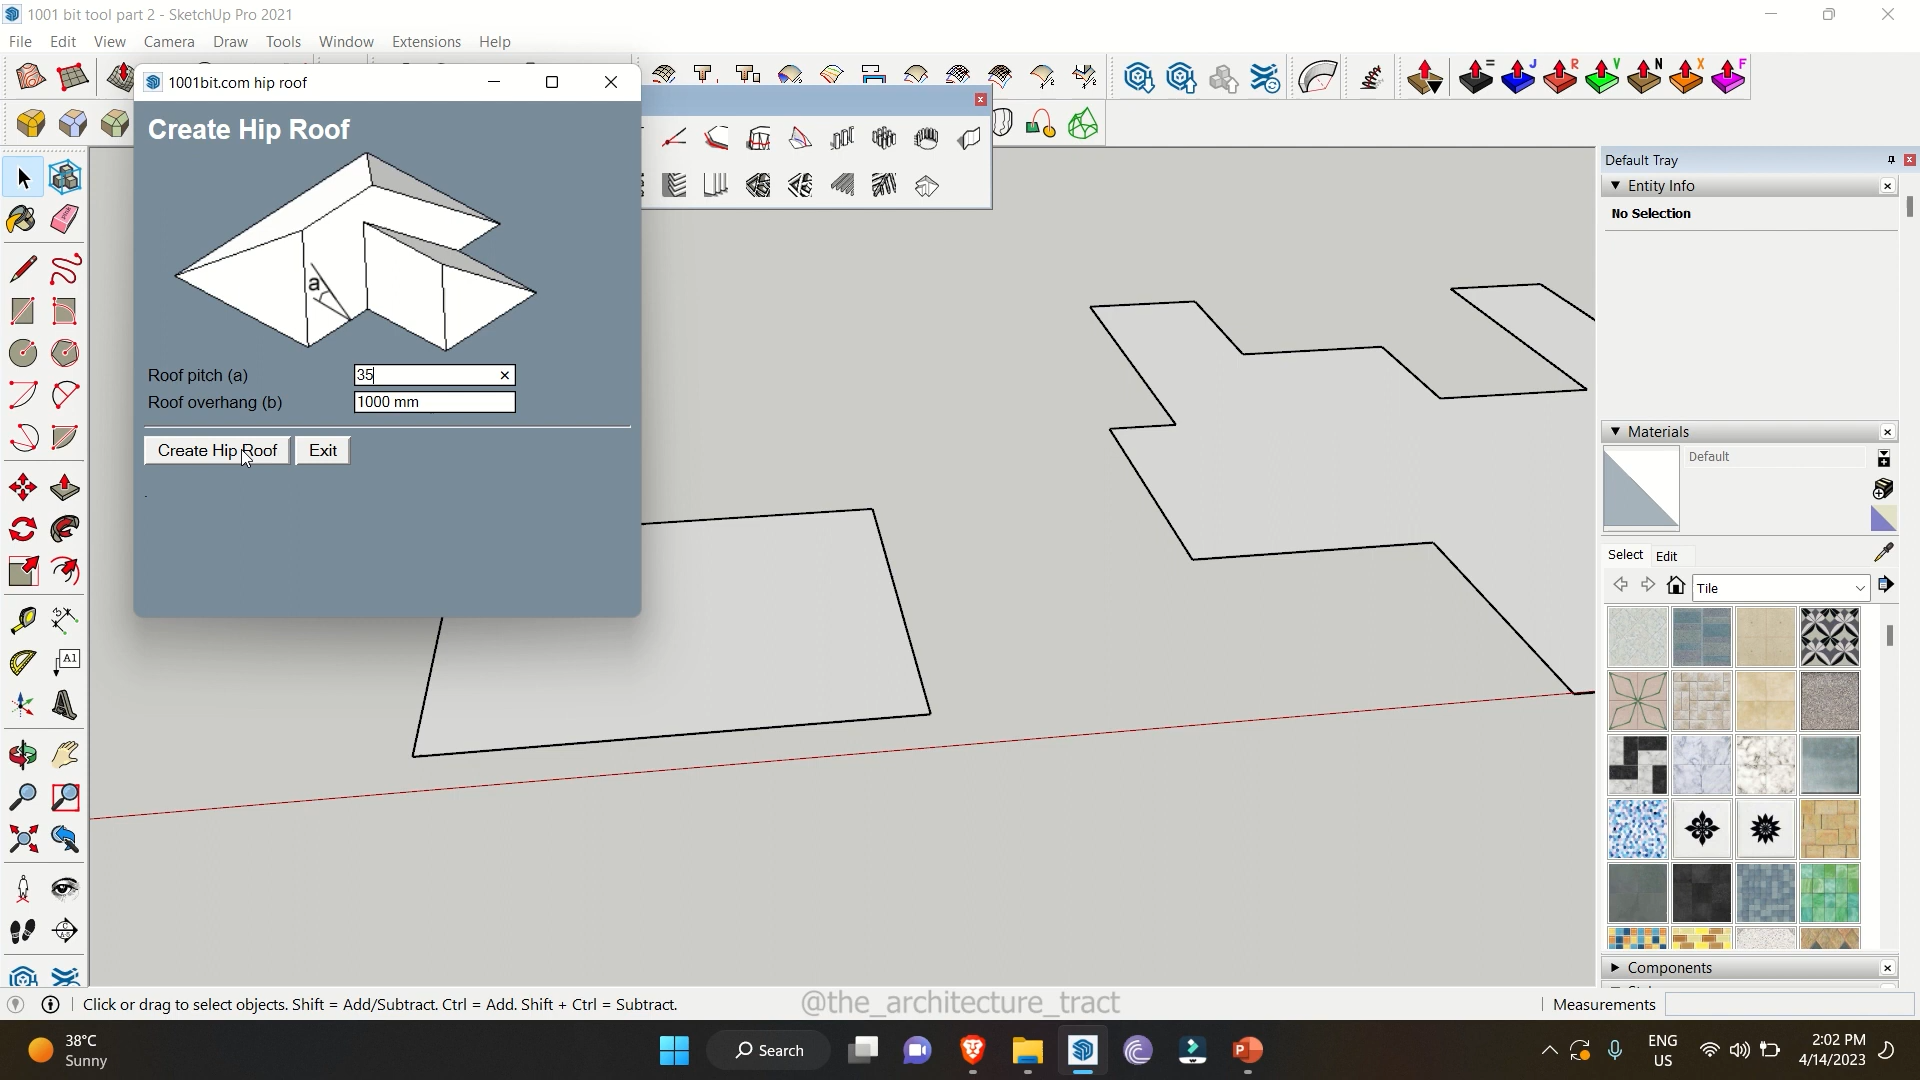 1001 bit tool part 2 - SketchUp Pro 2021
File Edit View Camera Draw Tools Window Extensions Help
1001bit.com hip roof
Create Hip Roof
a
Roof pitch (a) 35
Roof overhang (b) 1000 mm
Create Hip Roof Exit
Default Tray
Entity Info
No Selection
Materials
Default
Select Edit
Tile
Components
= J R V N X F
A1
Click or drag to select objects. Shift = Add/Subtract. Ctrl = Add. Shift + Ctrl = Subtract.
@the_architecture_tract
Measurements
38°C
Sunny
Search
ENG
US
2:02 PM
4/14/2023